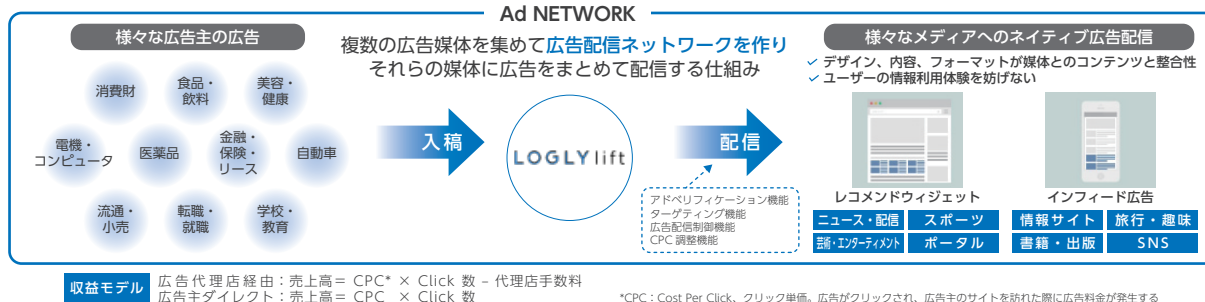 Ad NETWORK
様々な広告主の広告
消費財
食品・
飲料
美容・
健康
電機・
コンピュータ
医薬品
金融・
保険・
リース
自動車
流通・
小売
転職・
就職
学校・
教育
複数の広告媒体を集めて広告配信ネットワークを作り
それらの媒体に広告をまとめて配信する仕組み
入稿
LOGLY lift
配信
アドベリフィケーション機能
ターゲティング機能
広告配信制御機能
CPC 調整機能
様々なメディアへのネイティブ広告配信
✓ デザイン、内容、フォーマットが媒体とのコンテンツと整合性
✓ ユーザーの情報利用体験を妨げない
レコメンドウィジェット
ニュース・配信 スポーツ
芸術・エンターティメント ポータル
インフィード広告
情報サイト 旅行・趣味
書籍・出版 SNS
収益モデル
広告代理店経由：売上高＝ CPC* × Click 数 – 代理店手数料
広告主ダイレクト：売上高＝ CPC × Click 数
*CPC：Cost Per Click、クリック単価。広告がクリックされ、広告主のサイトを訪れた際に広告料金が発生する